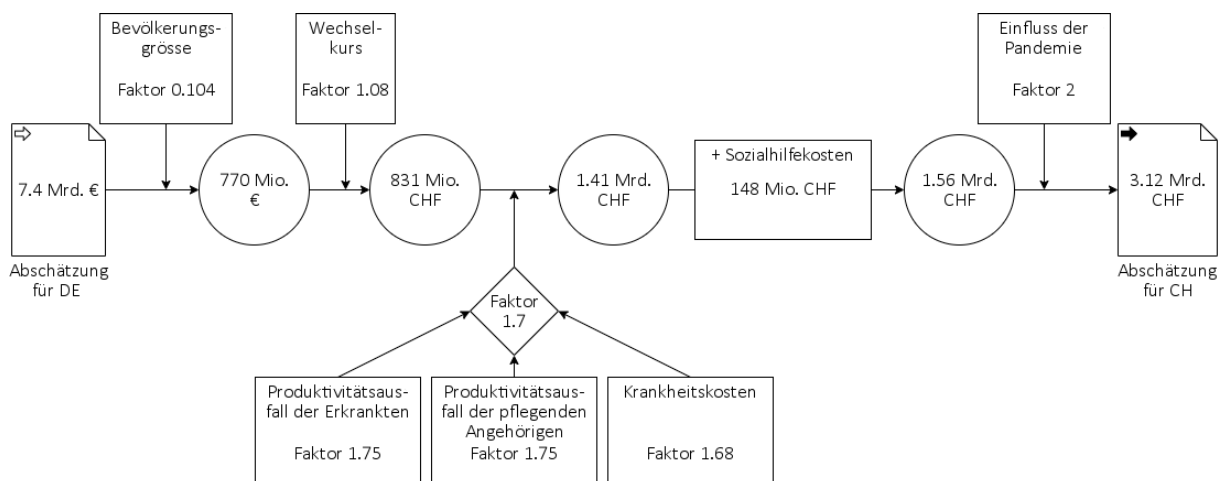 Bevölkerungs-
grösse
Faktor 0.104
Wechsel-
kurs
Faktor 1.08
Einfluss der
Pandemie
Faktor 2
7.4 Mrd. €
770 Mio.
€
831 Mio.
CHF
1.41 Mrd.
CHF
+ Sozialhilfekosten
148 Mio. CHF
1.56 Mrd.
CHF
3.12 Mrd.
CHF
Abschätzung
für DE
Abschätzung
für CH
Faktor
1.7
Produktivitätsaus-
fall der Erkrankten
Faktor 1.75
Produktivitätsaus-
fall der pflegenden
Angehörigen
Faktor 1.75
Krankheitskosten
Faktor 1.68